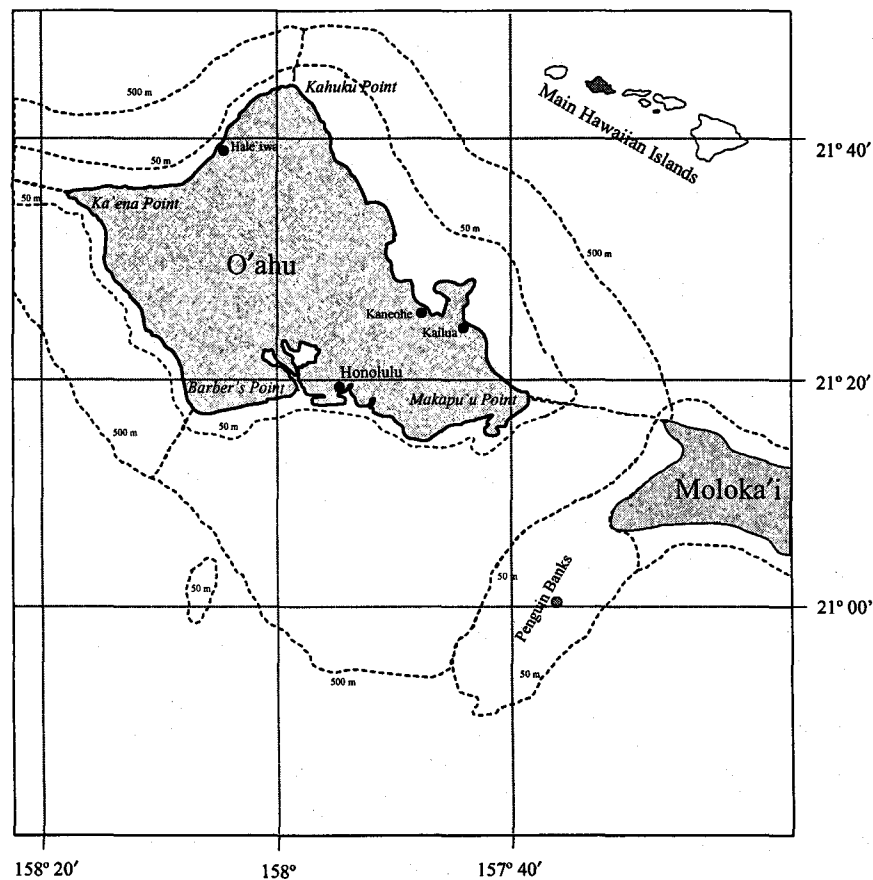 500 m
Kahuku Point
Main Hawaiian Islands
21° 40'
50 m
Hale'iwa
50 m
Ka'ena Point
50 m
500 m
O'ahu
Kaneohe
Kailua
Honolulu
21° 20'
Barber's Point
Makapu'u Point
50 m
500 m
Moloka'i
50 m
50 m
Penguin Banks
21° 00'
50 m
500 m
158° 20'
158°
157° 40'